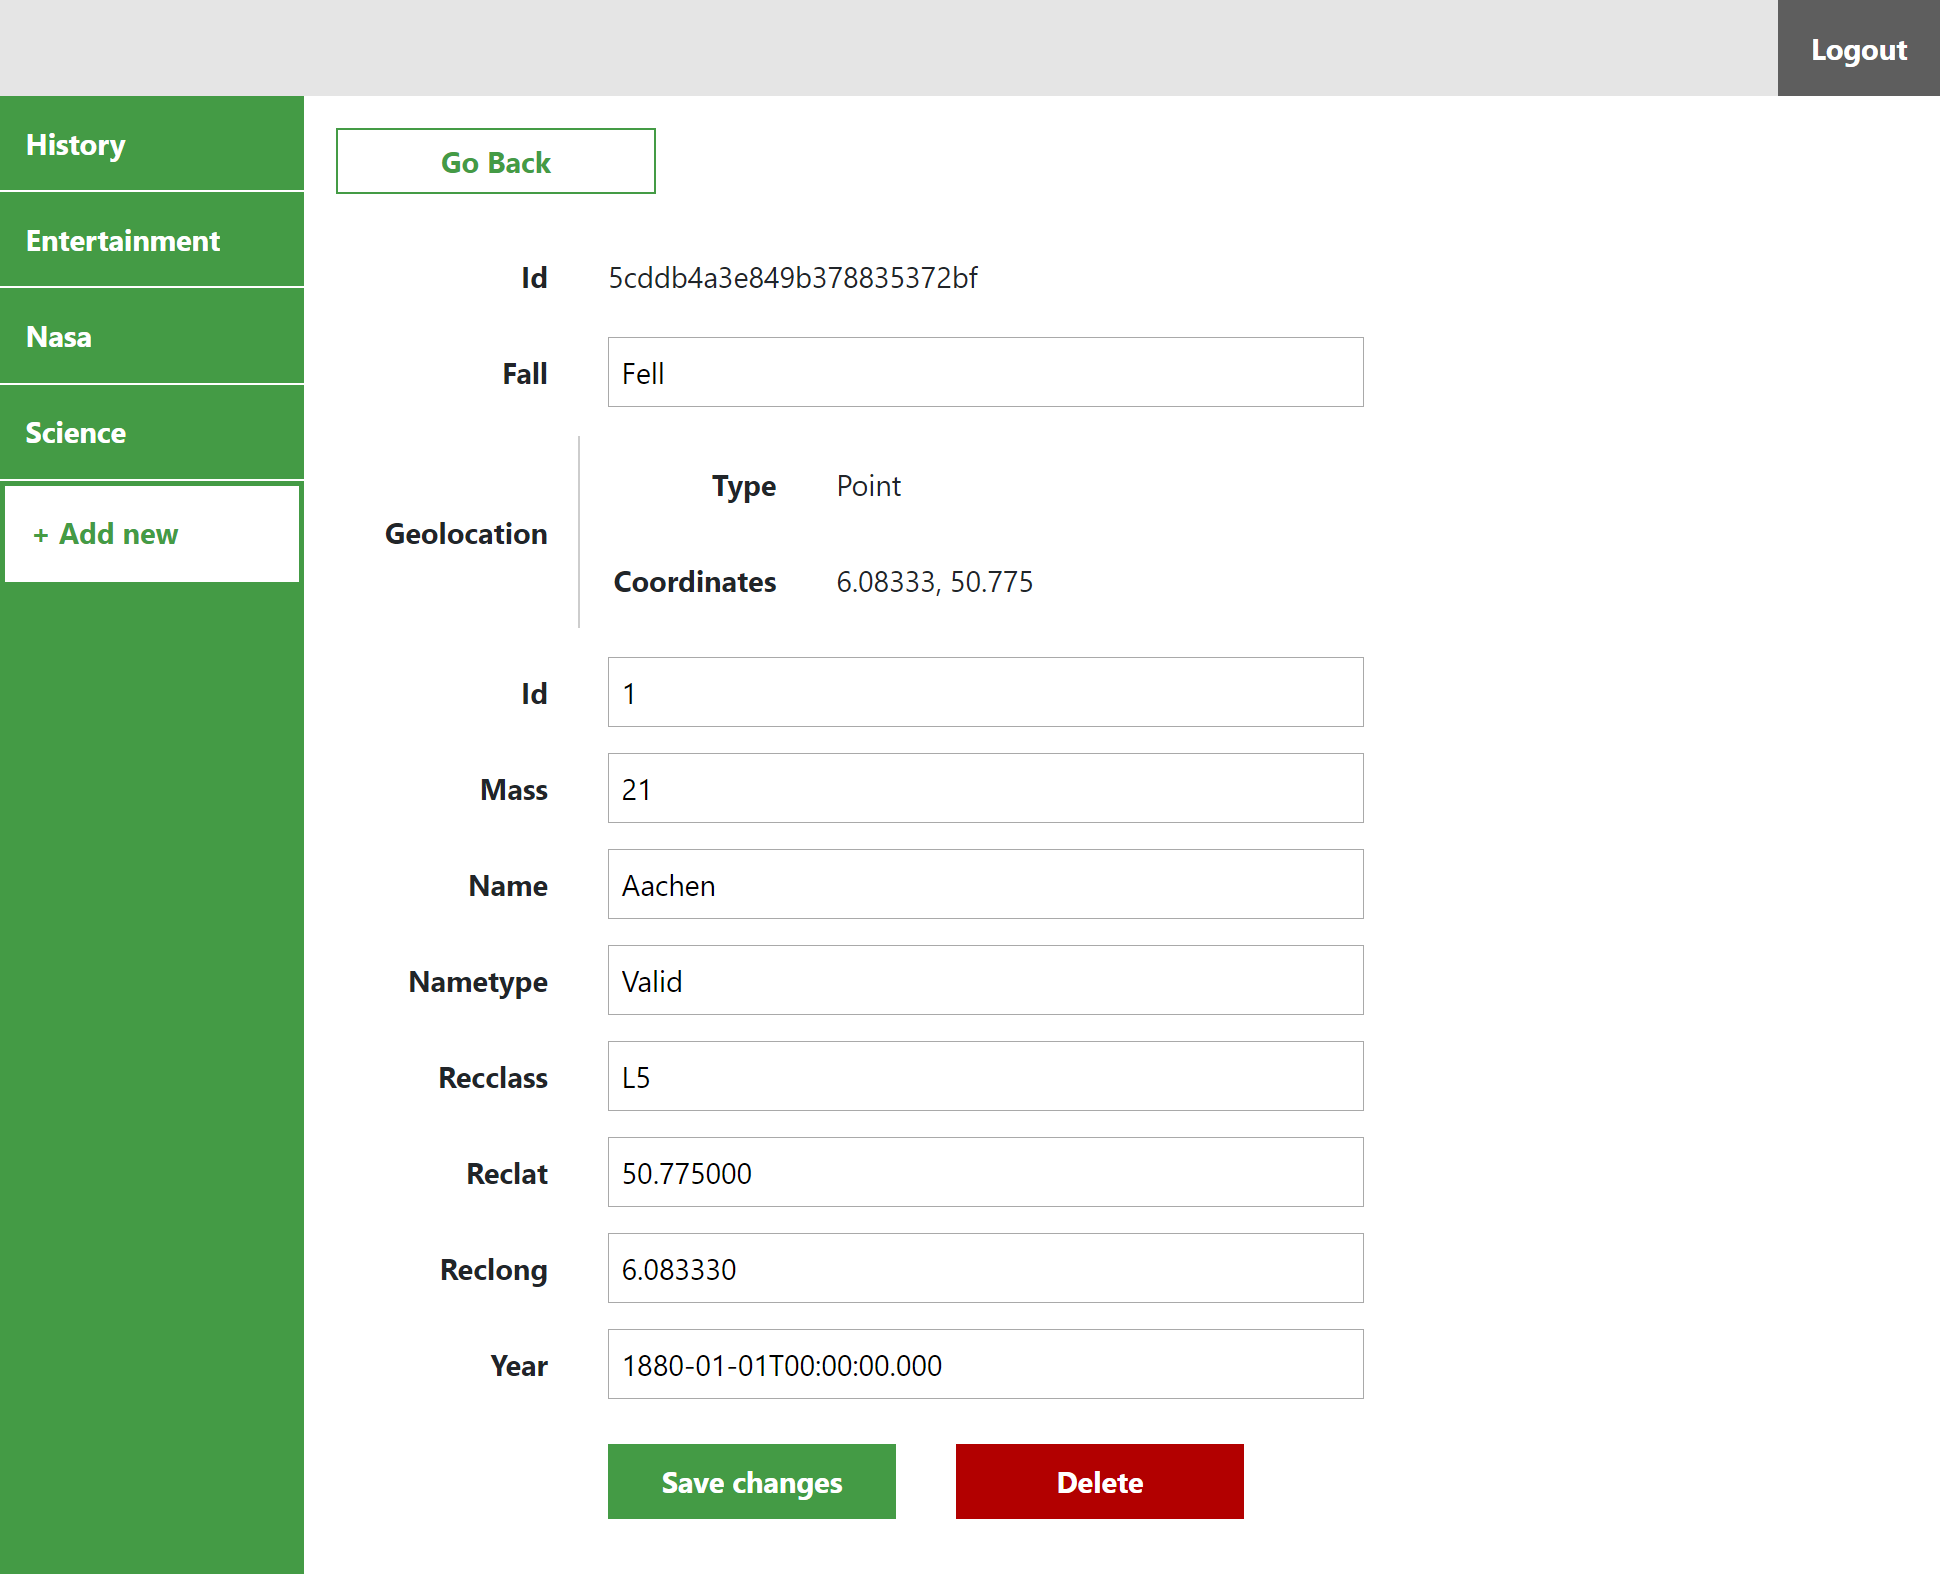 Logout
History
Entertainment
Nasa
Science
+ Add new
Go Back
Id 5cddb4a3e849b378835372bf
Fall Fell
Geolocation
Type Point
Coordinates 6.08333, 50.775
Id 1
Mass 21
Name Aachen
Nametype Valid
Recclass L5
Reclat 50.775000
Reclong 6.083330
Year 1880-01-01T00:00:00.000
Save changes Delete